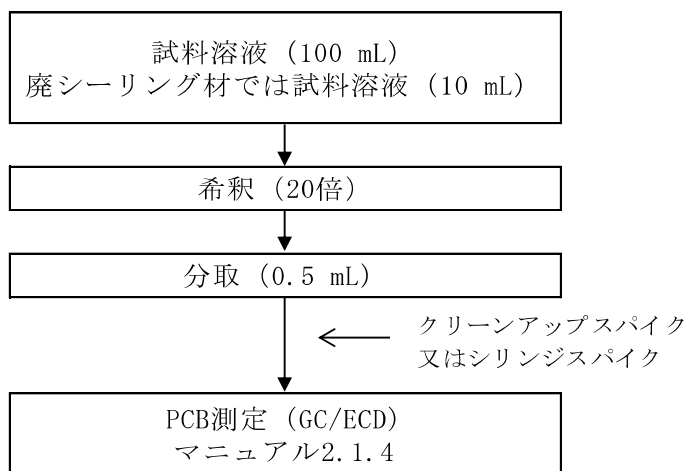 試料溶液（100 mL）
廃シーリング材では試料溶液（10 mL）
希釈（20倍）
分取（0.5 mL）
クリーンアップスパイク
又はシリンジスパイク
PCB測定（GC/ECD）
マニュアル2.1.4